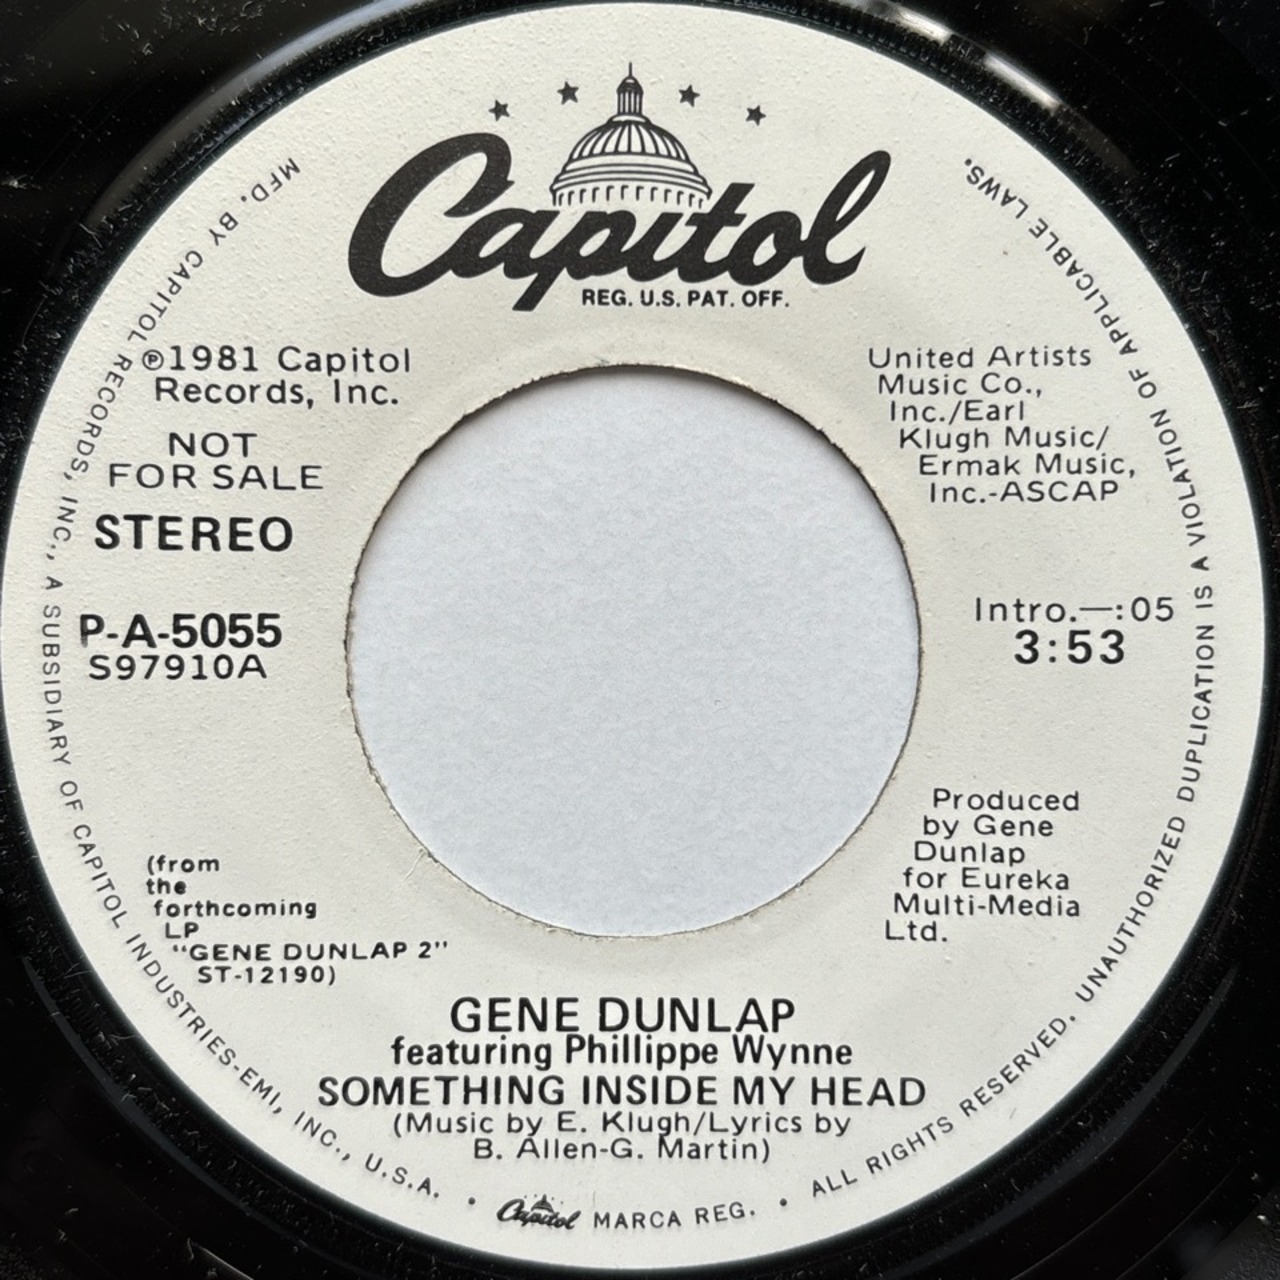 Capitol
REG. U.S. PAT. OFF.
℗1981 Capitol
Records, Inc.
NOT
FOR SALE
STEREO
P-A-5055
S97910A
United Artists
Music Co.,
Inc./Earl
Klugh Music/
Ermak Music,
Inc.-ASCAP
Intro.—:05
3:53
Produced
by Gene
Dunlap
for Eureka
Multi-Media
Ltd.
(from
the
forthcoming
LP
"GENE DUNLAP 2"
ST-12190)
GENE DUNLAP
featuring Phillippe Wynne
SOMETHING INSIDE MY HEAD
(Music by E. Klugh/Lyrics by
B. Allen-G. Martin)
MFD. BY CAPITOL RECORDS, INC., A SUBSIDIARY OF CAPITOL INDUSTRIES-EMI, INC., U.S.A. • Capitol MARCA REG. • ALL RIGHTS RESERVED. UNAUTHORIZED DUPLICATION IS A VIOLATION OF APPLICABLE LAWS.